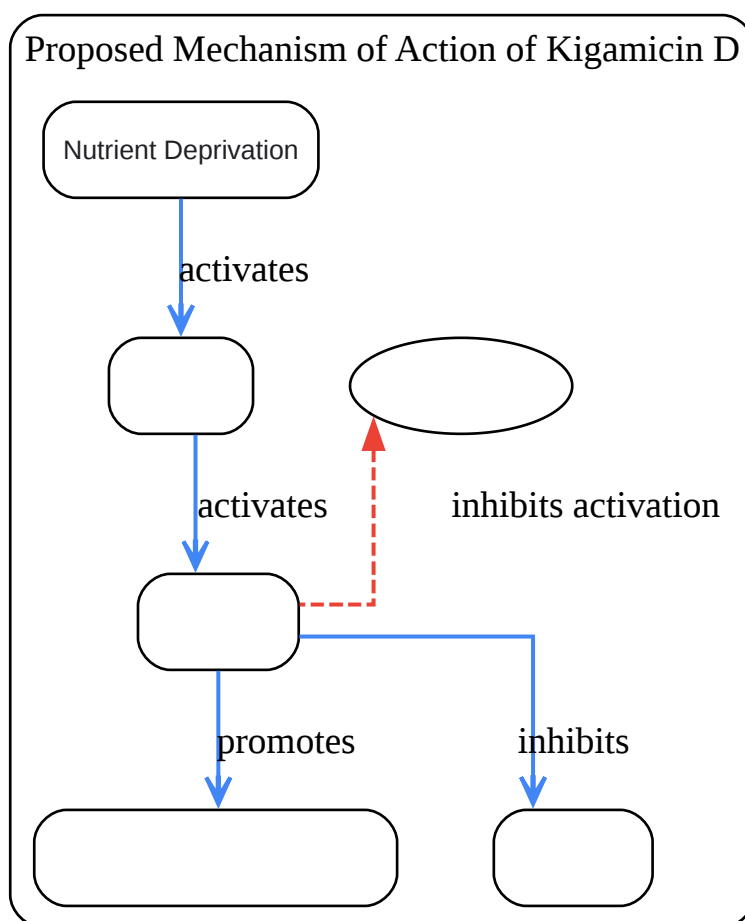 Proposed Mechanism of Action of Kigamicin D
Nutrient Deprivation
activates
activates
inhibits activation
promotes
inhibits